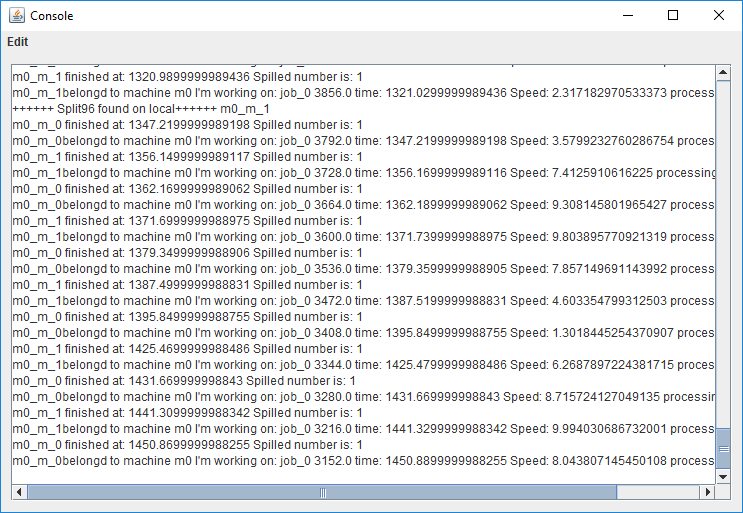 Console
Edit
m0_m_1 finished at: 1320.9899999989436 Spilled number is: 1
m0_m_1belongd to machine m0 I'm working on: job_0 3856.0 time: 1321.0299999989436 Speed: 2.317182970533373 process
++++++ Split96 found on local++++++ m0_m_1
m0_m_0 finished at: 1347.2199999989198 Spilled number is: 1
m0_m_0belongd to machine m0 I'm working on: job_0 3792.0 time: 1347.2199999989198 Speed: 3.5799232760286754 proces
m0_m_1 finished at: 1356.1499999989117 Spilled number is: 1
m0_m_1belongd to machine m0 I'm working on: job_0 3728.0 time: 1356.1699999989116 Speed: 7.4125910616225 processing
m0_m_0 finished at: 1362.1699999989062 Spilled number is: 1
m0_m_0belongd to machine m0 I'm working on: job_0 3664.0 time: 1362.1899999989062 Speed: 9.308145801965427 process
m0_m_1 finished at: 1371.6999999988975 Spilled number is: 1
m0_m_1belongd to machine m0 I'm working on: job_0 3600.0 time: 1371.7399999988975 Speed: 9.803895770921319 process
m0_m_0 finished at: 1379.3499999988906 Spilled number is: 1
m0_m_0belongd to machine m0 I'm working on: job_0 3536.0 time: 1379.3599999988905 Speed: 7.857149691143992 process
m0_m_1 finished at: 1387.4999999988831 Spilled number is: 1
m0_m_1belongd to machine m0 I'm working on: job_0 3472.0 time: 1387.5199999988831 Speed: 4.603354799312503 process
m0_m_0 finished at: 1395.8499999988755 Spilled number is: 1
m0_m_0belongd to machine m0 I'm working on: job_0 3408.0 time: 1395.8499999988755 Speed: 1.3018445254370907 proces
m0_m_1 finished at: 1425.4699999988486 Spilled number is: 1
m0_m_1belongd to machine m0 I'm working on: job_0 3344.0 time: 1425.4799999988486 Speed: 6.2687897224381715 proces
m0_m_0 finished at: 1431.669999998843 Spilled number is: 1
m0_m_0belongd to machine m0 I'm working on: job_0 3280.0 time: 1431.669999998843 Speed: 8.715724127049135 processin
m0_m_1 finished at: 1441.3099999988342 Spilled number is: 1
m0_m_1belongd to machine m0 I'm working on: job_0 3216.0 time: 1441.3299999988342 Speed: 9.994030686732001 process
m0_m_0 finished at: 1450.8699999988255 Spilled number is: 1
m0_m_0belongd to machine m0 I'm working on: job_0 3152.0 time: 1450.8899999988255 Speed: 8.043807145450108 process